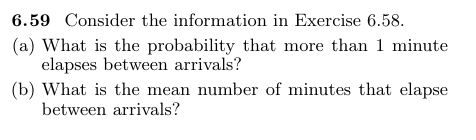 6.59 Consider the information in Exercise 6.58.
(a) What is the probability that more than 1 minute
elapses between arrivals?
(b) What is the mean number of minutes that elapse
between arrivals?